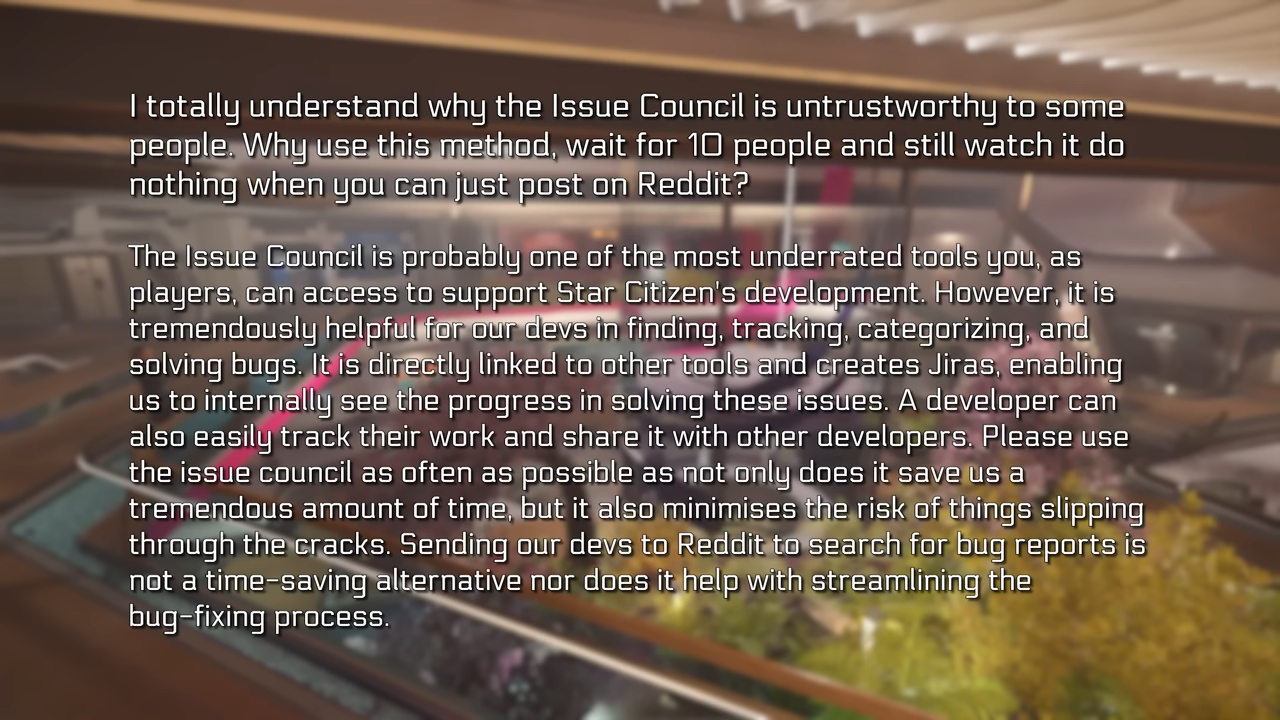 I totally understand why the Issue Council is untrustworthy to some
people. Why use this method, wait for 10 people and still watch it do
nothing when you can just post on Reddit?
The Issue Council is probably one of the most underrated tools you, as
players, can access to support Star Citizen's development. However, it is
tremendously helpful for our devs in finding, tracking, categorizing, and
solving bugs. It is directly linked to other tools and creates Jiras, enabling
us to internally see the progress in solving these issues. A developer can
also easily track their work and share it with other developers. Please use
the issue council as often as possible as not only does it save us a
tremendous amount of time, but it also minimises the risk of things slipping
through the cracks. Sending our devs to Reddit to search for bug reports is
not a time-saving alternative nor does it help with streamlining the
bug-fixing process.